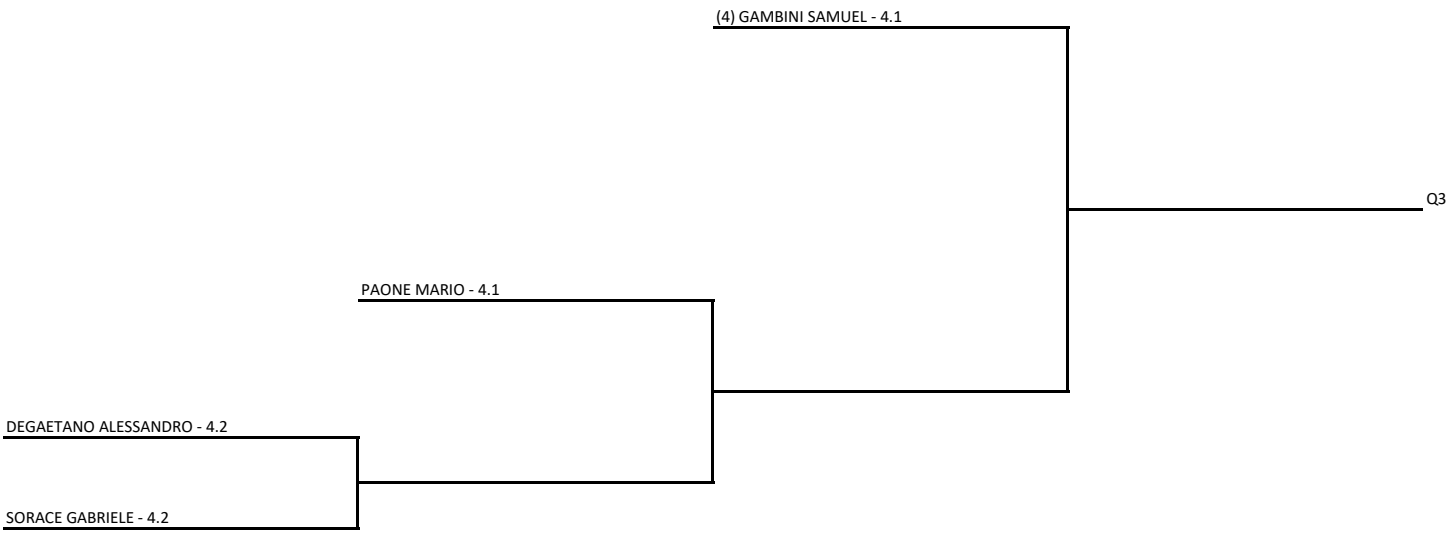 (4) GAMBINI SAMUEL - 4.1
Q3
PAONE MARIO - 4.1
DEGAETANO ALESSANDRO - 4.2
SORACE GABRIELE - 4.2